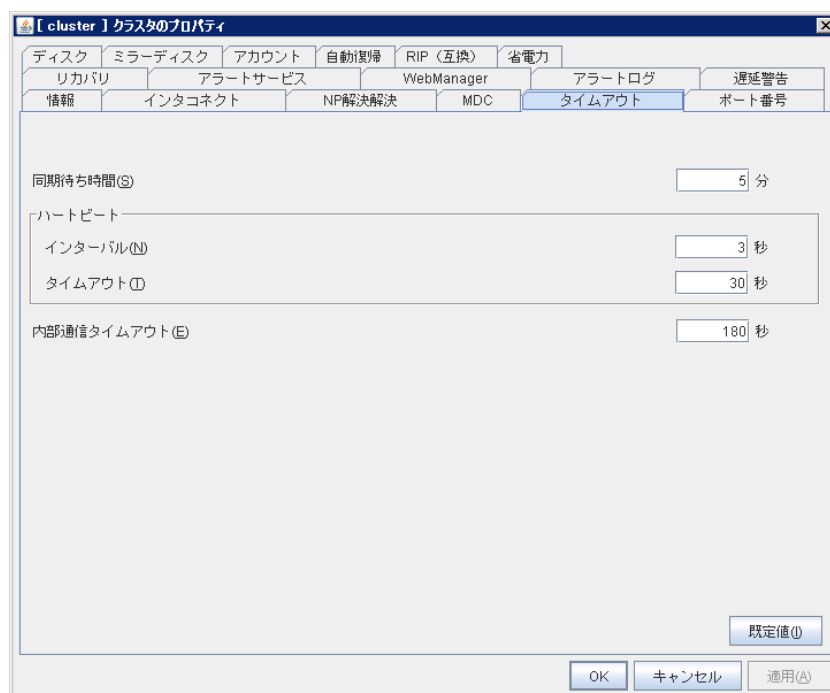 [ cluster ] クラスタのプロパティ
ディスク ミラーディスク アカウント 自動復帰 RIP（互換） 省電力
リカバリ アラートサービス WebManager アラートログ 遅延警告
情報 インタコネクト NP解決解決 MDC タイムアウト ポート番号
同期待ち時間(S) 5 分
ハートビート
インターバル(N) 3 秒
タイムアウト(T) 30 秒
内部通信タイムアウト(E) 180 秒
既定値(I)
OK キャンセル 適用(A)